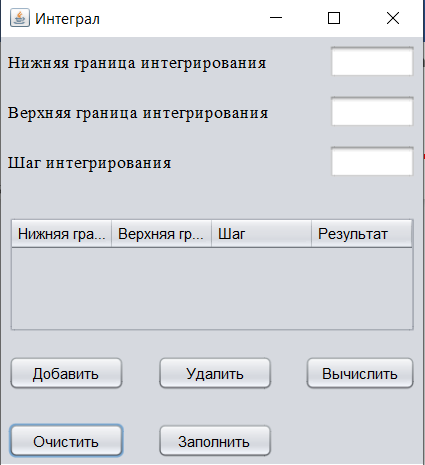 Интеграл
Нижняя граница интегрирования
Верхняя граница интегрирования
Шаг интегрирования
Нижняя гра... Верхняя гр... Шаг Результат
Добавить Удалить Вычислить
Очистить Заполнить